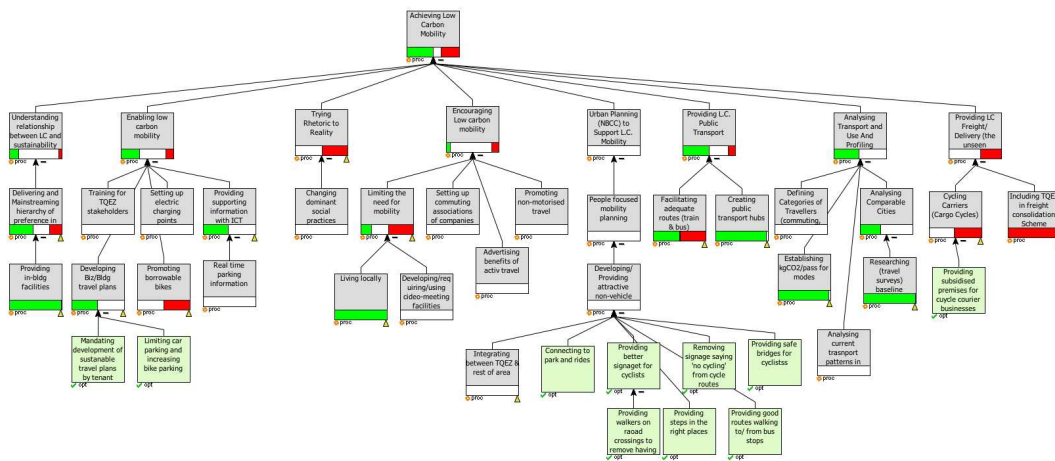 Achieving Low
Carbon
Mobility
proc
Understanding
relationship
between LC and
sustainability
proc
Enabling low
carbon
mobility
proc
Trying
Rhetoric to
Reality
proc
Encouraging
Low carbon
mobility
proc
Urban Planning
(NBCC) to
Support L.C.
Mobility
proc
Providing L.C.
Public
Transport
proc
Analysing
Transport and
Use And
Profiling
proc
Providing LC
Freight/
Delivery (the
unseen
proc
Delivering and
Mainstreaming
hierarchy of
preference in
proc
Training for
TQEZ
stakeholders
proc
Setting up
electric
charging
points
proc
Providing
supporting
information
with ICT
proc
Changing
dominant
social
practices
proc
Limiting the
need for
mobility
proc
Setting up
commuting
associations
of companies
proc
Promoting
non-motorised
travel
proc
People focused
mobility
planning
proc
Facilitating
adequate
routes (train
& bus)
proc
Creating
public
transport hubs
proc
Defining
Categories of
Travellers
(commuting,
proc
Analysing
Comparable
Cities
proc
Cycling
Carriers
(Cargo Cycles)
proc
Including TQEZ
in freight
consolidation
Scheme
proc
Providing
in-bldg
facilities
proc
Developing
Biz/Bldg
travel plans
proc
Promoting
borrowable
bikes
proc
Real time
parking
information
proc
Living locally
proc
Developing/req
uiring/using
cideo-meeting
facilities
proc
Advertising
benefits of
activ travel
proc
Developing/
Providing
attractive
non-vehicle
proc
Establishing
kgCO2/pass for
modes
proc
Researching
(travel
surveys)
baseline
proc
Providing
subsidised
premises for
cuycle courier
businesses
opt
Mandating
development of
sustanable
travel plans
by tenant
opt
Limiting car
parking and
increasing
bike parking
opt
Integrating
between TQEZ &
rest of area
proc
Connecting to
park and rides
opt
Providing
better
signaget for
cyclists
opt
Removing
signage saying
'no cycling'
from cycle
routes
opt
Providing safe
bridges for
cyclistss
opt
Analysing
current
trasnport
patterns in
proc
Providing
walkers on
raoad
crossings to
remove having
opt
Providing
steps in the
right places
opt
Providing good
routes walking
to/ from bus
stops
opt